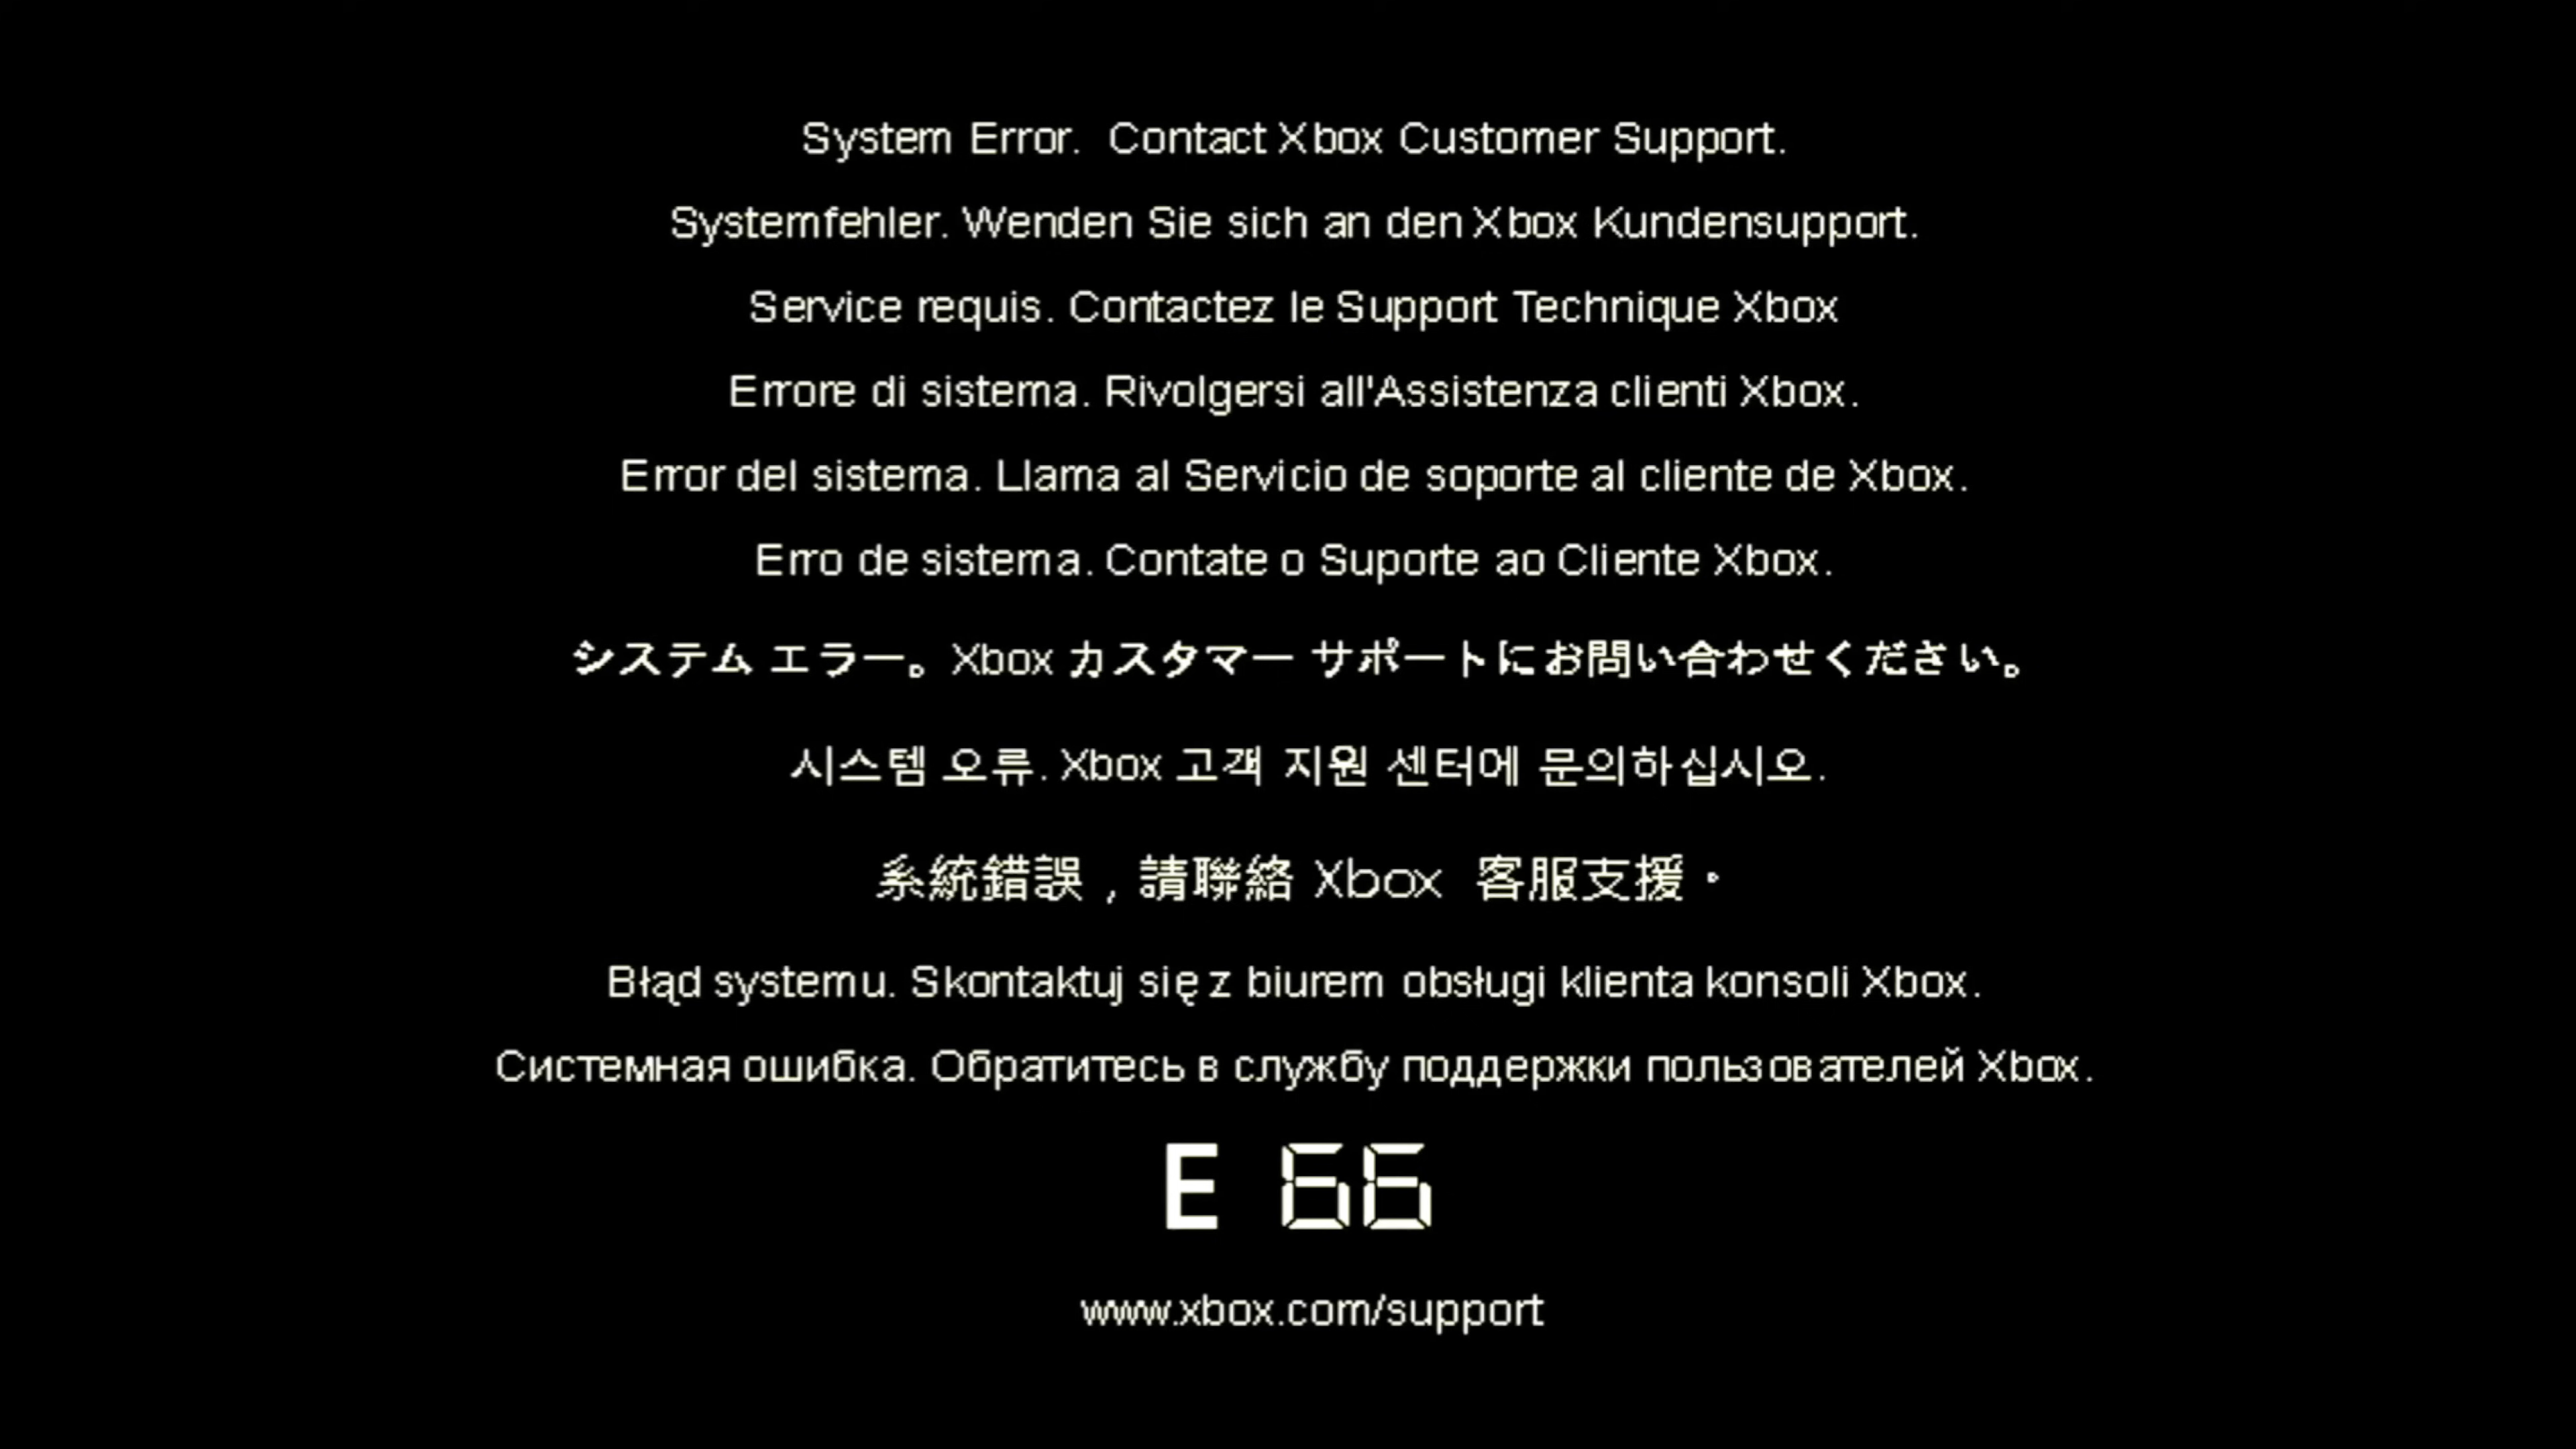 System Error.  Contact Xbox Customer Support.
Systemfehler. Wenden Sie sich an den Xbox Kundensupport.
Service requis. Contactez le Support Technique Xbox
Errore di sistema. Rivolgersi all'Assistenza clienti Xbox.
Error del sistema. Llama al Servicio de soporte al cliente de Xbox.
Erro de sistema. Contate o Suporte ao Cliente Xbox.
システム エラー。Xbox カスタマー サポートにお問い合わせください。
시스템 오류. Xbox 고객 지원 센터에 문의하십시오.
系統錯誤，請聯絡 Xbox 客服支援。
Błąd systemu. Skontaktuj się z biurem obsługi klienta konsoli Xbox.
Системная ошибка. Обратитесь в службу поддержки пользователей Xbox.
E 66
www.xbox.com/support